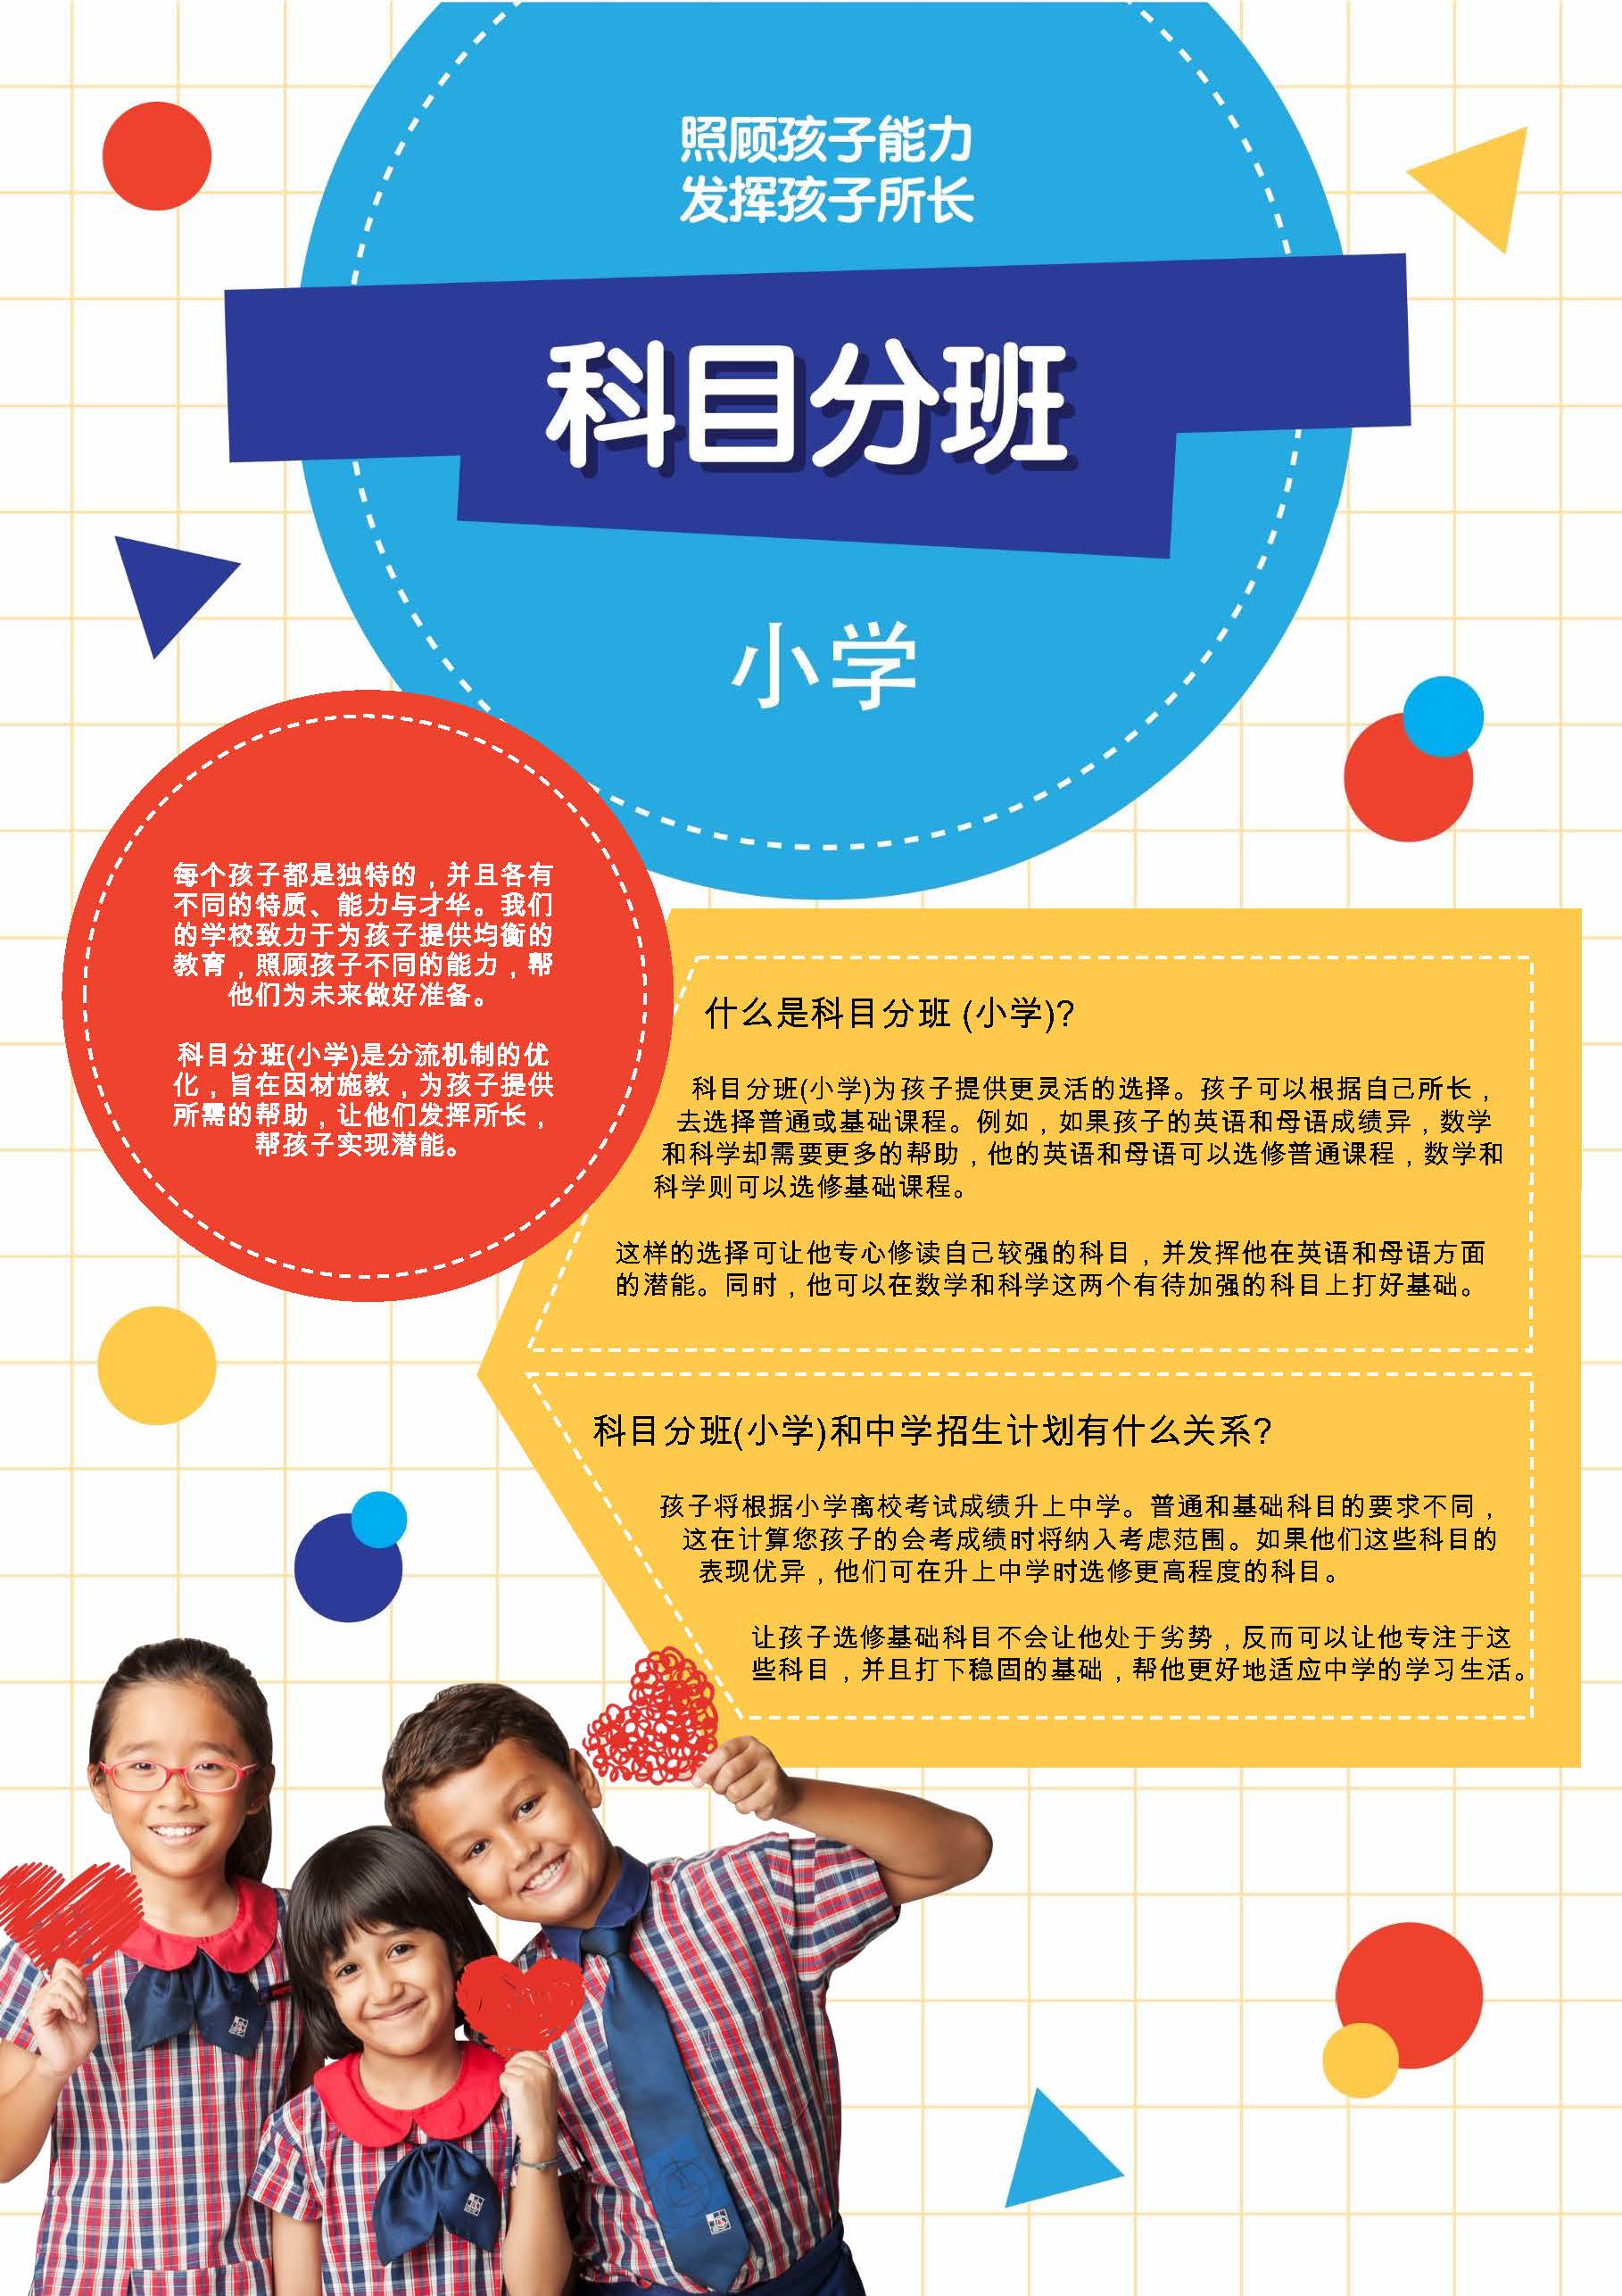 照顾孩子能力
发挥孩子所长
科目分班
小学
每个孩子都是独特的，并且各有
不同的特质、能力与才华。我们
的学校致力于为孩子提供均衡的
教育，照顾孩子不同的能力，帮
他们为未来做好准备。
科目分班(小学)是分流机制的优
化，旨在因材施教，为孩子提供
所需的帮助，让他们发挥所长，
帮孩子实现潜能。
什么是科目分班 (小学)?
科目分班(小学)为孩子提供更灵活的选择。孩子可以根据自己所长，
去选择普通或基础课程。例如，如果孩子的英语和母语成绩异，数学
和科学却需要更多的帮助，他的英语和母语可以选修普通课程，数学和
科学则可以选修基础课程。
这样的选择可让他专心修读自己较强的科目，并发挥他在英语和母语方面
的潜能。同时，他可以在数学和科学这两个有待加强的科目上打好基础。
科目分班(小学)和中学招生计划有什么关系?
孩子将根据小学离校考试成绩升上中学。普通和基础科目的要求不同，
这在计算您孩子的会考成绩时将纳入考虑范围。如果他们这些科目的
表现优异，他们可在升上中学时选修更高程度的科目。
让孩子选修基础科目不会让他处于劣势，反而可以让他专注于这
些科目，并且打下稳固的基础，帮他更好地适应中学的学习生活。